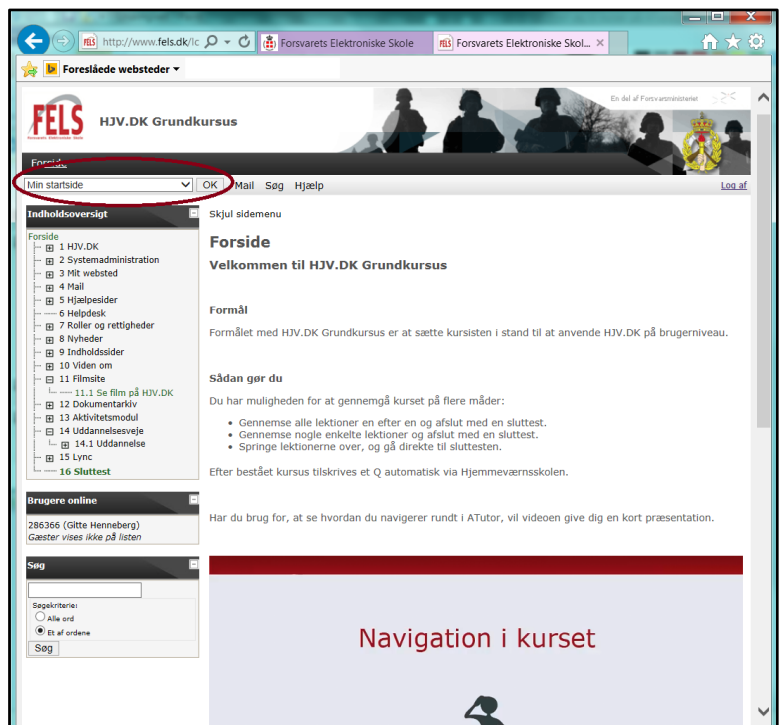 http://www.fels.dk/lc
Forsvarets Elektroniske Skole
FELS Forsvarets Elektroniske Skol...
Foreslåede websteder
FELS
Forsvarets Elektroniske Skole
HJV.DK Grundkursus
En del af Forsvarsministeriet
Forside
Min startside
OK
Mail Søg Hjælp
Log af
Indholdsoversigt
Skjul sidemenu
Forside
1 HJV.DK
2 Systemadministration
3 Mit websted
4 Mail
5 Hjælpesider
6 Helpdesk
7 Roller og rettigheder
8 Nyheder
9 Indholdssider
10 Viden om
11 Filmsite
11.1 Se film på HJV.DK
12 Dokumentarkiv
13 Aktivitetsmodul
14 Uddannelsesveje
14.1 Uddannelse
15 Lync
16 Sluttest
Brugere online
286366 (Gitte Henneberg)
Gæster vises ikke på listen
Søg
Søgekriterie:
Alle ord
Et af ordene
Søg
Forside
Velkommen til HJV.DK Grundkursus
Formål
Formålet med HJV.DK Grundkursus er at sætte kursisten i stand til at anvende HJV.DK på brugerniveau.
Sådan gør du
Du har muligheden for at gennemgå kurset på flere måder:
• Gennemse alle lektioner en efter en og afslut med en sluttest.
• Gennemse nogle enkelte lektioner og afslut med en sluttest.
• Springe lektionerne over, og gå direkte til sluttesten.
Efter bestået kursus tilskrives et Q automatisk via Hjemmeværnsskolen.
Har du brug for, at se hvordan du navigerer rundt i ATutor, vil videoen give dig en kort præsentation.
Navigation i kurset